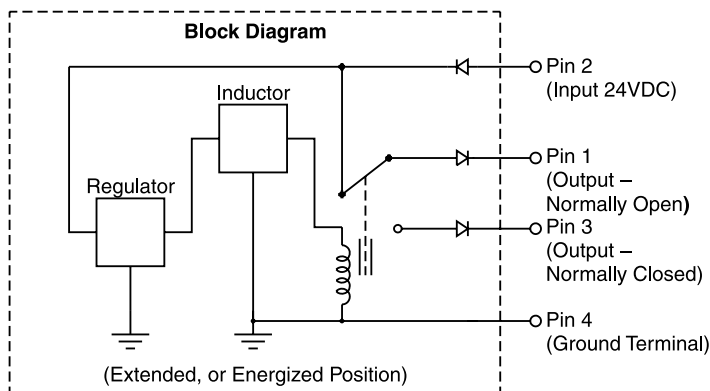 Block Diagram
Pin 2
(Input 24VDC)
Inductor
Pin 1
(Output –
Normally Open)
Regulator
Pin 3
(Output –
Normally Closed)
Pin 4
(Ground Terminal)
(Extended, or Energized Position)